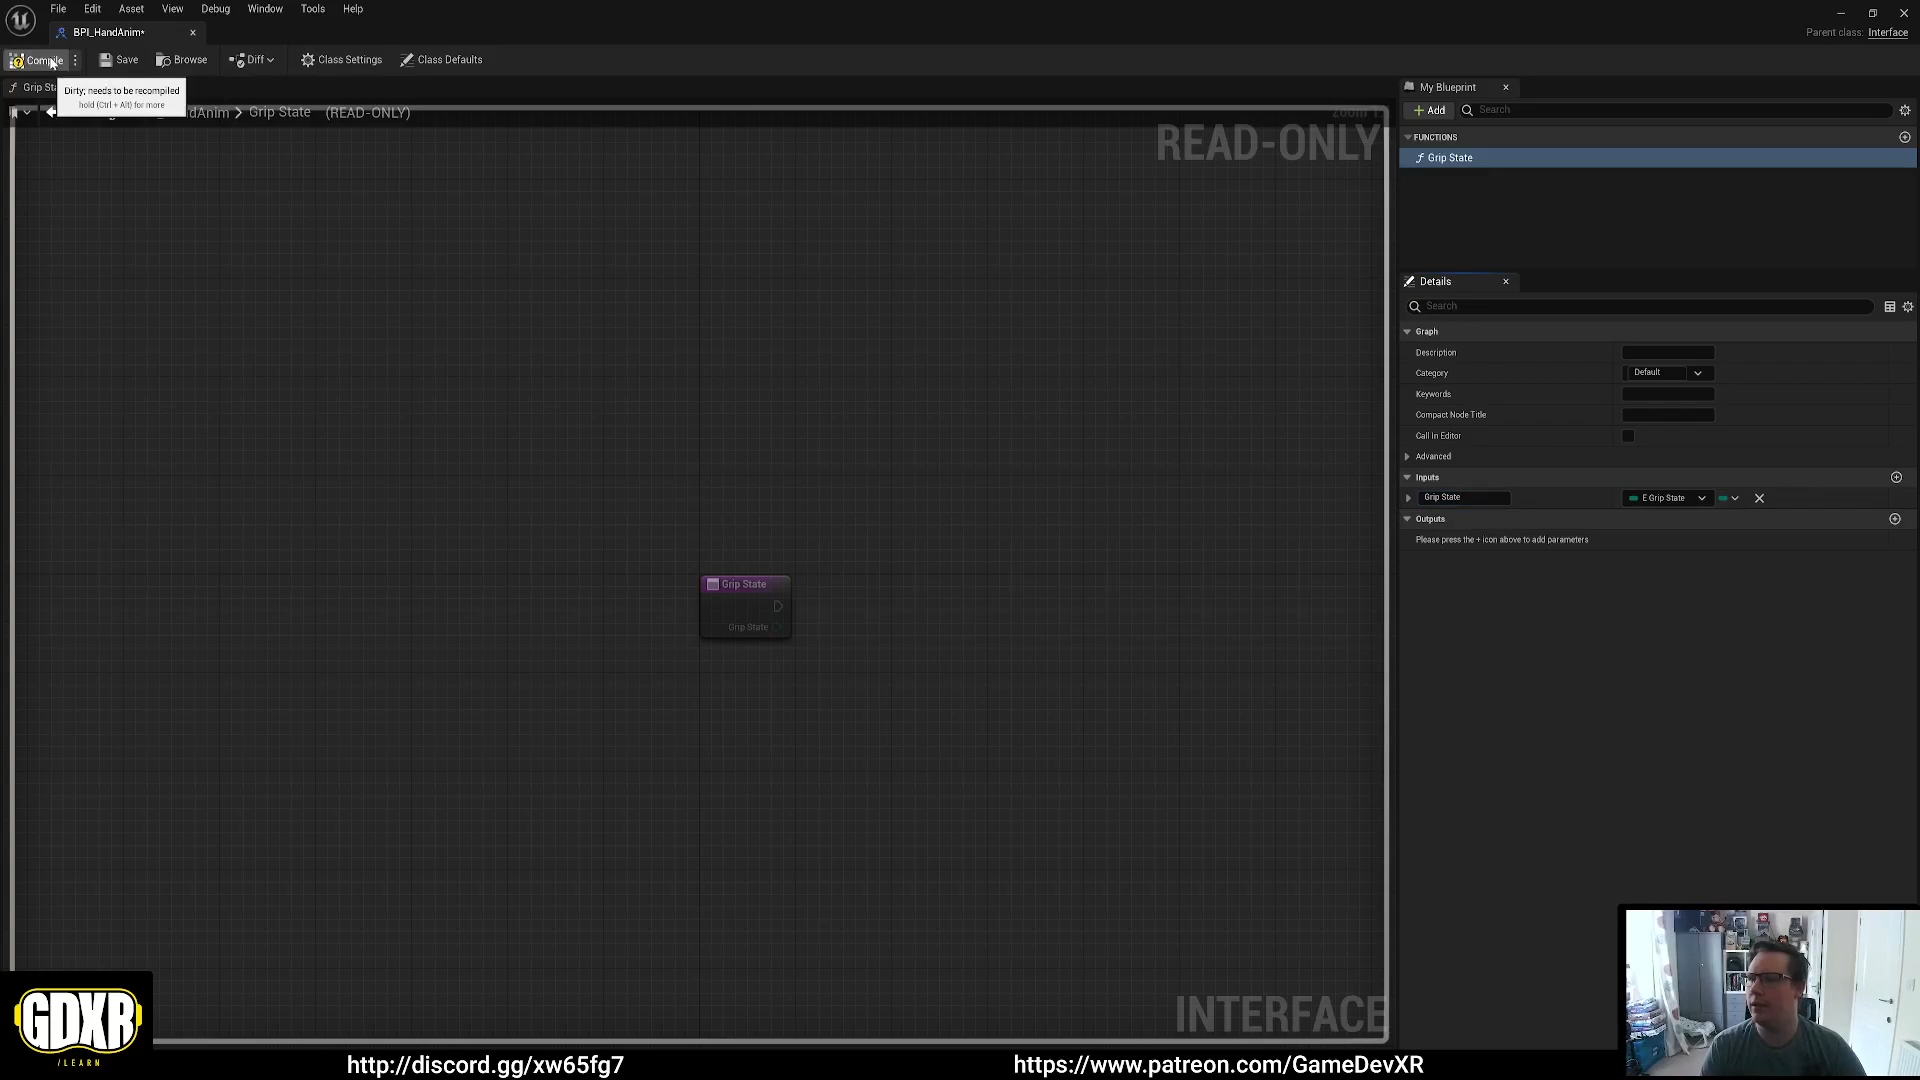 File Edit Asset View Debug Window Tools Help
BPI_HandAnim*
Parent class: Interface
Compile Save Browse Diff Class Settings Class Defaults
Dirty; needs to be recompiled
hold (Ctrl + Alt) for more
Grip Sta
dAnim > Grip State (READ-ONLY)
READ-ONLY
Grip State
Grip State
INTERFACE
My Blueprint
Add Search
FUNCTIONS
Grip State
Details
Search
Graph
Description
Category Default
Keywords
Compact Node Title
Call In Editor
Advanced
Inputs
Grip State E Grip State
Outputs
Please press the + icon above to add parameters
GDXR
/LEARN
http://discord.gg/xw65fg7
https://www.patreon.com/GameDevXR